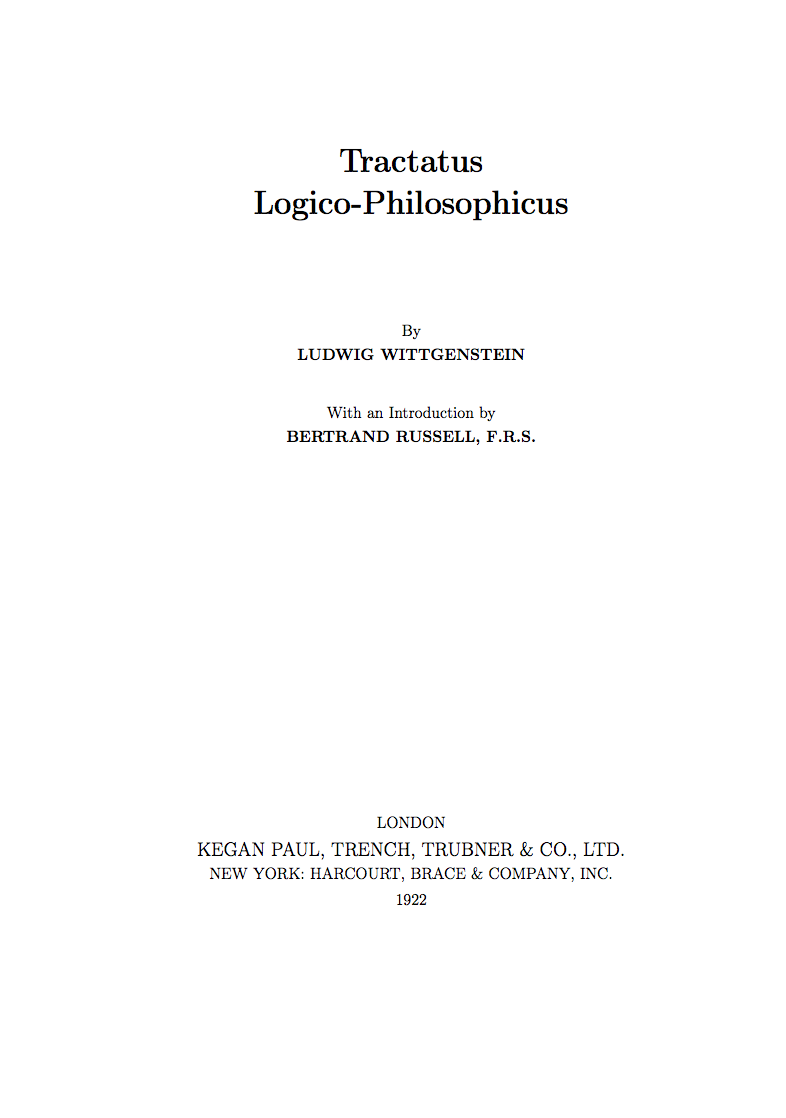 Tractatus
Logico-Philosophicus
By
LUDWIG WITTGENSTEIN
With an Introduction by
BERTRAND RUSSELL, F.R.S.
LONDON
KEGAN PAUL, TRENCH, TRUBNER & CO., LTD.
NEW YORK: HARCOURT, BRACE & COMPANY, INC.
1922